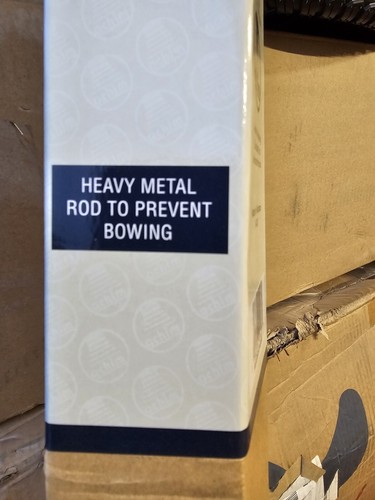 HEAVY METAL
ROD TO PREVENT
BOWING